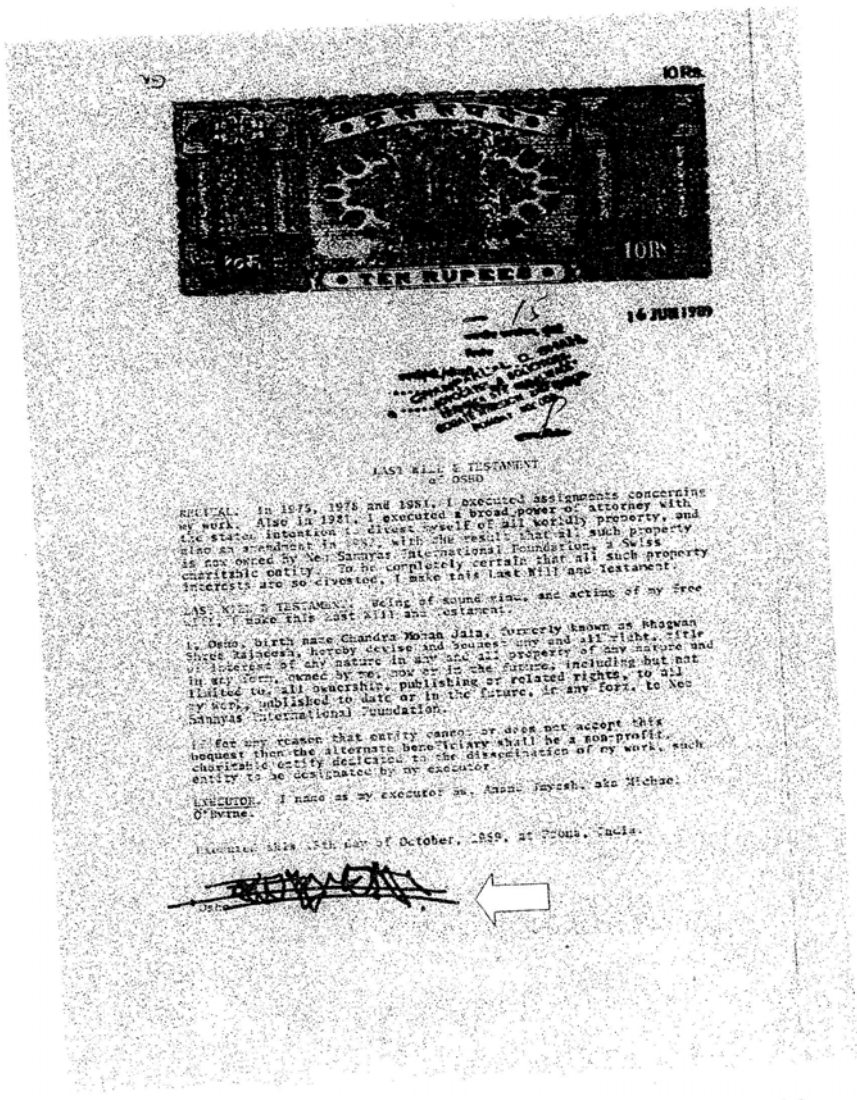 10 Rs.
TEN RUPEES
10Rs
15
16 JUN 1989
CHAMPAKLAL D.
ADVOCATE & SOLICITOR
LAST WILL & TESTAMENT
of OSHO
RECITAL. In 1975, 1978 and 1981, I executed assignments concerning
my work. Also in 1981, I executed a broad power of attorney with
the stated intention to divest myself of all worldly property, and
also an amendment in with the result that all such property
is now owned by Neo Sannyas International Foundation, a Swiss
charitable entity. To be completely certain that all such property
interests are so divested, I make this Last Will and Testament.
LAST WILL & TESTAMENT. Being of sound mind, and acting of my free
will, I make this Last Will and Testament.
I, Osho, birth name Chandra Mohan Jain, formerly known as Bhagwan
Shree Rajneesh, hereby devise and bequest any and all right, title
or interest of any nature in any and all property of any nature and
in any form, owned by me, now or in the future, including but not
limited to, all ownership, publishing or related rights, to all
my work, published to date or in the future, in any form, to Neo
Sannyas International Foundation.
If for any reason that entity cannot or does not accept this
bequest then the alternate beneficiary shall be a non-profit,
charitable entity dedicated to the dissemination of my work, such
entity to be designated by my executor
EXECUTOR. I name as my executor Anand Jayesh, aka Michael
O'Byrne.
Executed this 15th day of October, 1989, at Poona, India.
Osho